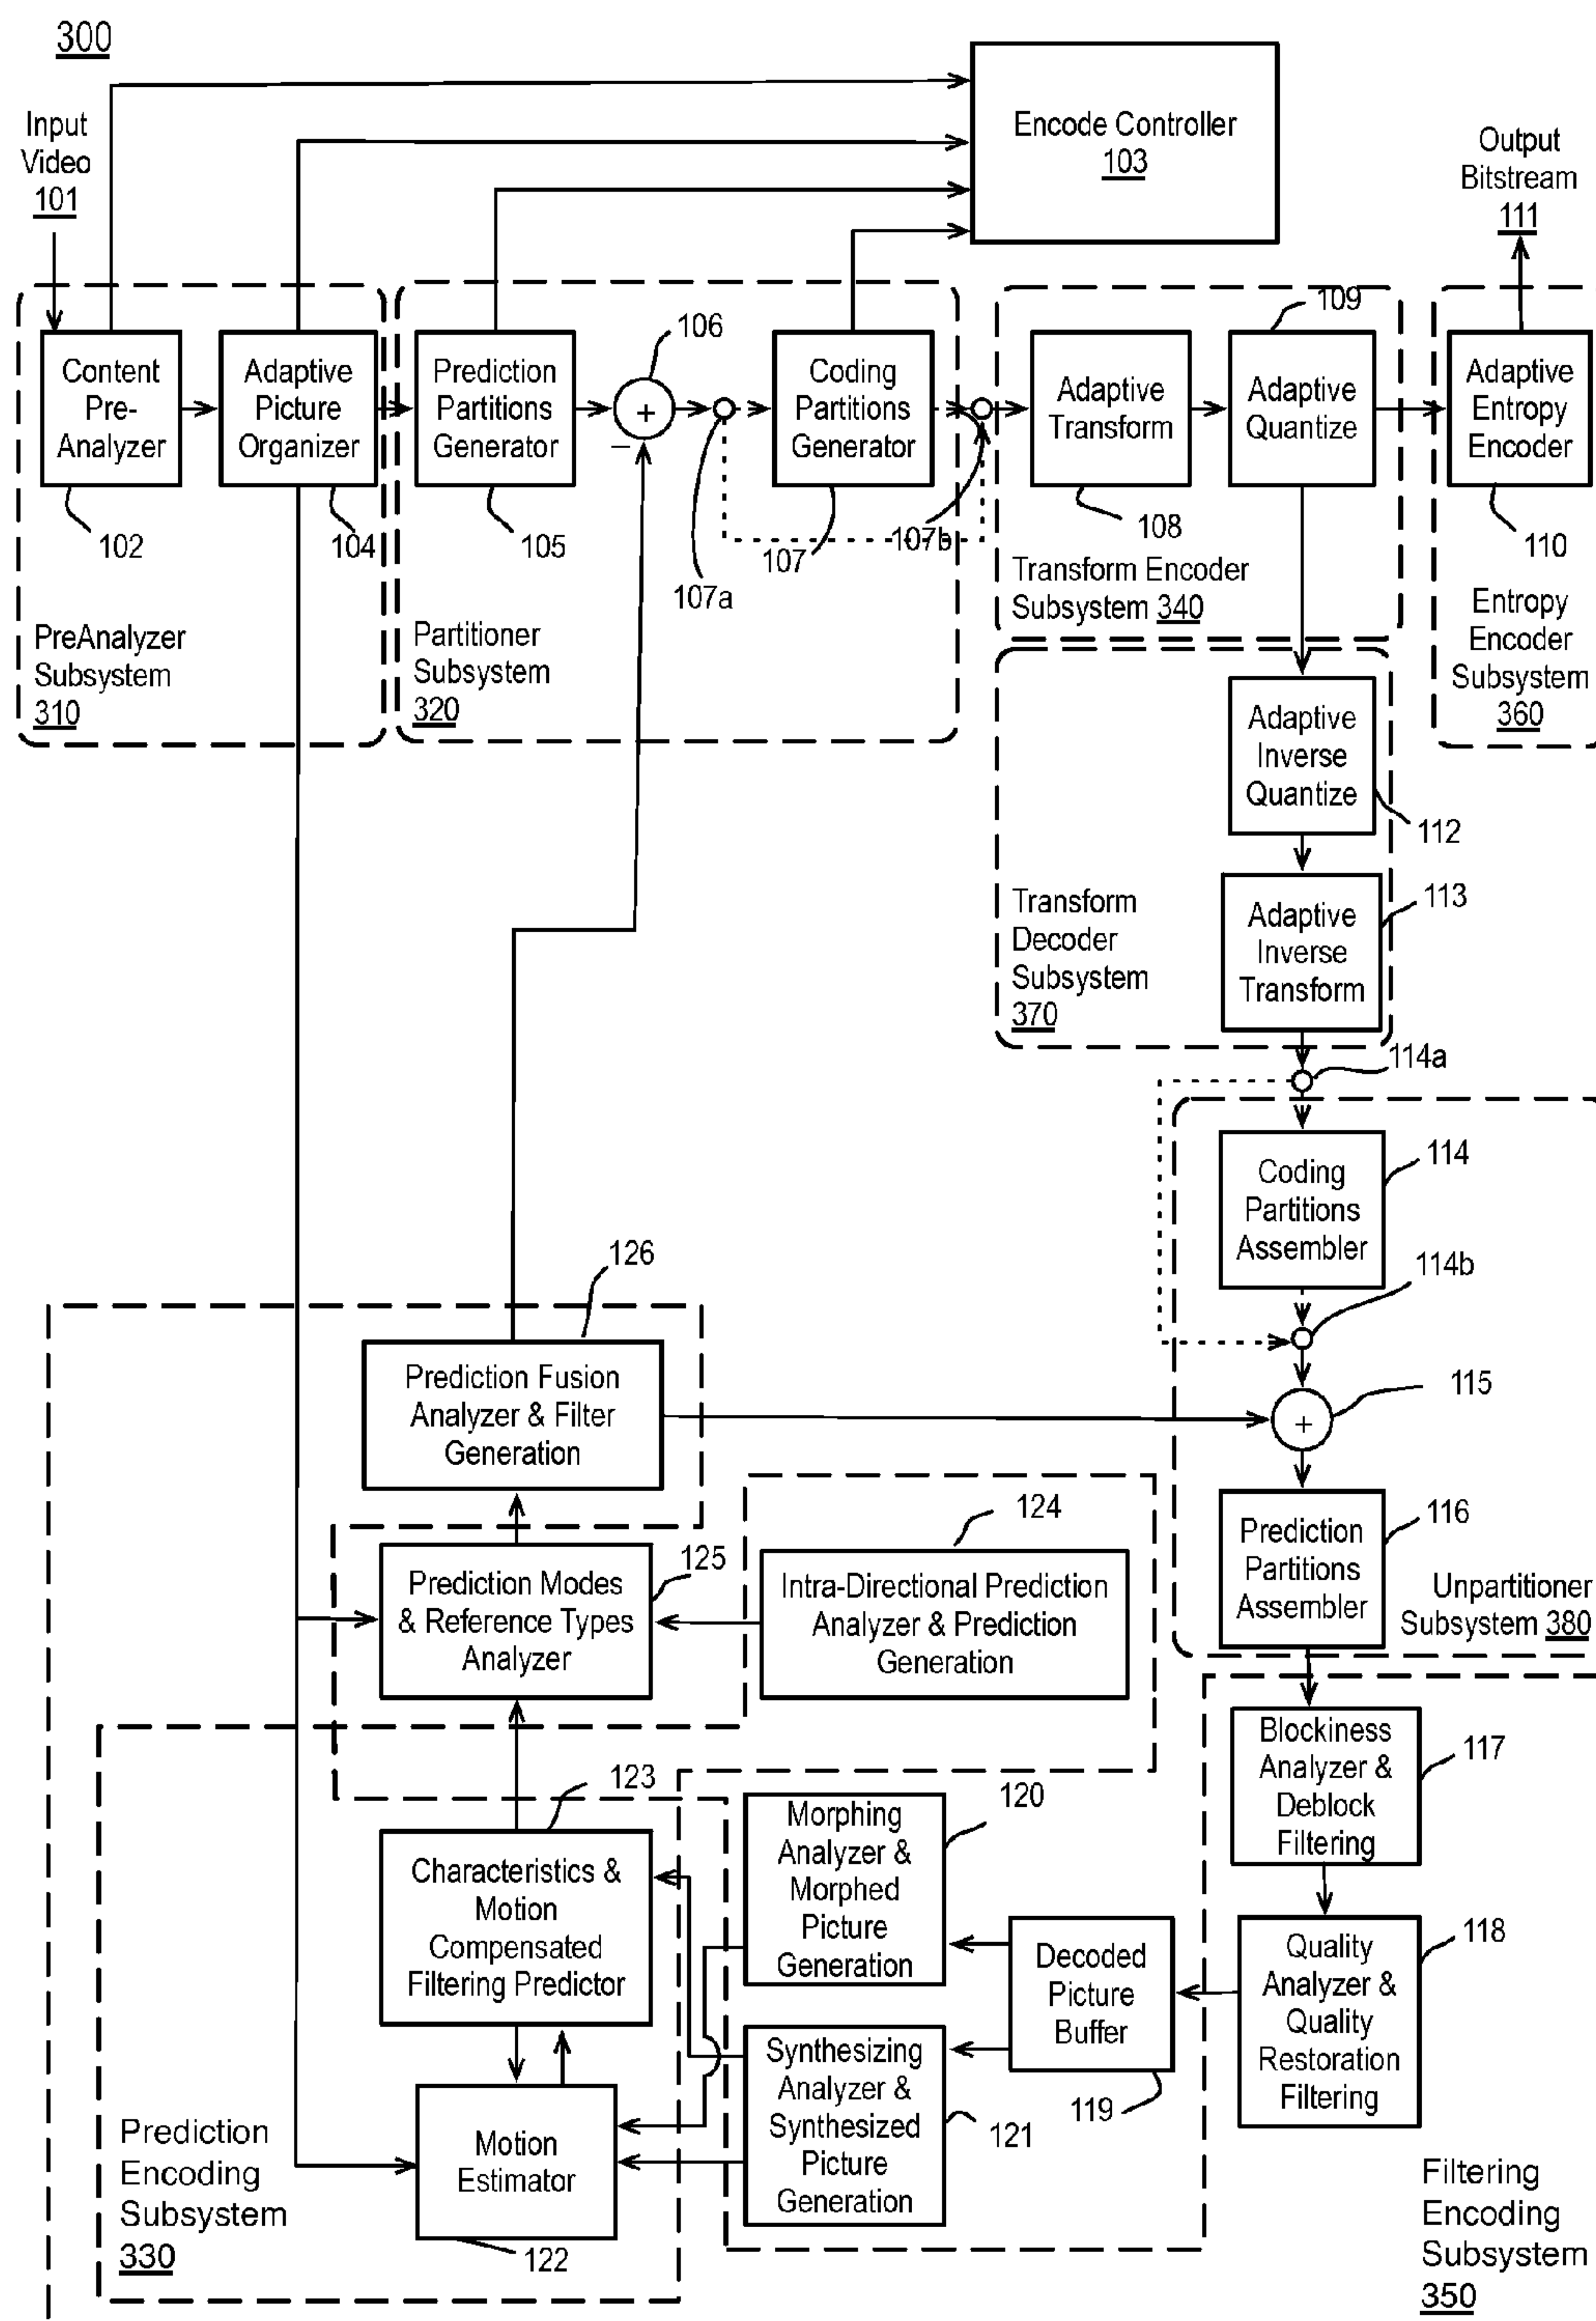 300
Input
Video
101
Encode Controller
103
Output
Bitstream
111
Content
Pre-
Analyzer
102
Adaptive
Picture
Organizer
104
PreAnalyzer
Subsystem
310
Prediction
Partitions
Generator
105
106
+
−
107a
Coding
Partitions
Generator
107
107b
Partitioner
Subsystem
320
Adaptive
Transform
108
109
Adaptive
Quantize
Transform Encoder
Subsystem 340
Adaptive
Entropy
Encoder
110
Entropy
Encoder
Subsystem
360
Adaptive
Inverse
Quantize
112
Adaptive
Inverse
Transform
113
Transform
Decoder
Subsystem
370
114a
Coding
Partitions
Assembler
114
114b
+
115
126
Prediction Fusion
Analyzer & Filter
Generation
Prediction
Partitions
Assembler
116
Unpartitioner
Subsystem 380
Prediction Modes
& Reference Types
Analyzer
125
124
Intra-Directional Prediction
Analyzer & Prediction
Generation
Blockiness
Analyzer &
Deblock
Filtering
117
123
Characteristics &
Motion
Compensated
Filtering Predictor
Morphing
Analyzer &
Morphed
Picture
Generation
120
Decoded
Picture
Buffer
119
Quality
Analyzer &
Quality
Restoration
Filtering
118
Synthesizing
Analyzer &
Synthesized
Picture
Generation
121
Motion
Estimator
122
Prediction
Encoding
Subsystem
330
Filtering
Encoding
Subsystem
350